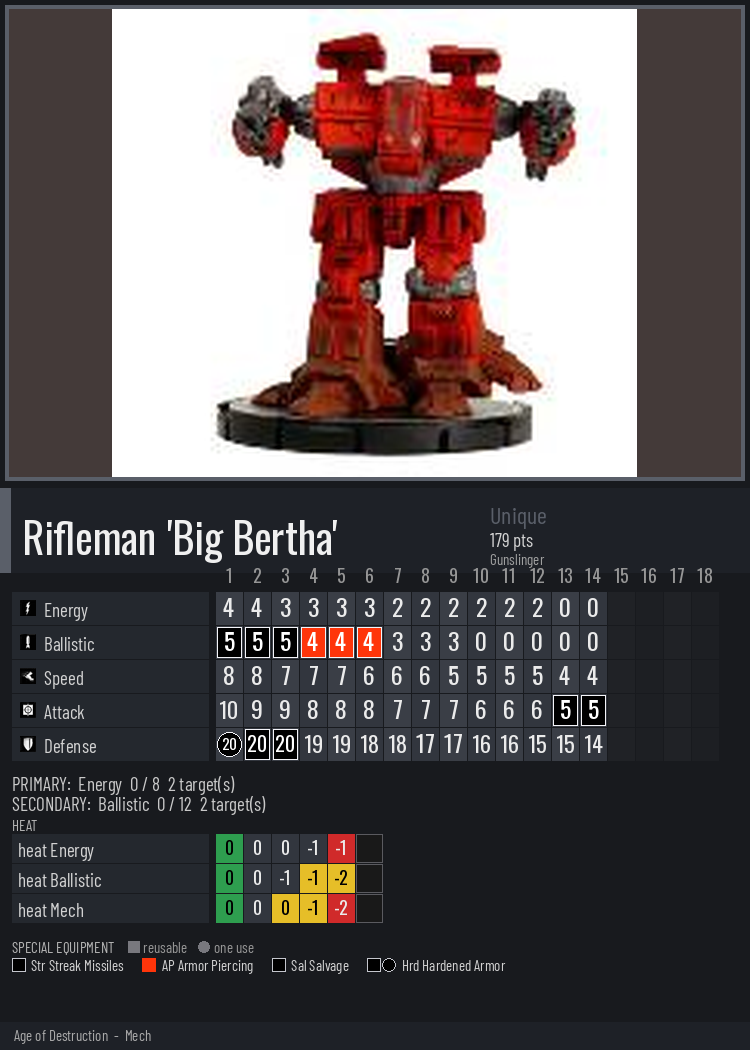 Rifleman 'Big Bertha'
Unique
179 pts
Gunslinger
1 2 3 4 5 6 7 8 9 10 11 12 13 14 15 16 17 18
Energy 4 4 3 3 3 3 2 2 2 2 2 2 0 0
Ballistic 5 5 5 4 4 4 3 3 3 0 0 0 0 0
Speed 8 8 7 7 7 6 6 6 5 5 5 5 4 4
Attack 10 9 9 8 8 8 7 7 7 6 6 6 5 5
Defense 20 20 20 19 19 18 18 17 17 16 16 15 15 14
PRIMARY: Energy 0 / 8 2 target(s)
SECONDARY: Ballistic 0 / 12 2 target(s)
HEAT
heat Energy 0 0 0 -1 -1
heat Ballistic 0 0 -1 -1 -2
heat Mech 0 0 0 -1 -2
SPECIAL EQUIPMENT reusable one use
Str Streak Missiles AP Armor Piercing Sal Salvage Hrd Hardened Armor
Age of Destruction - Mech